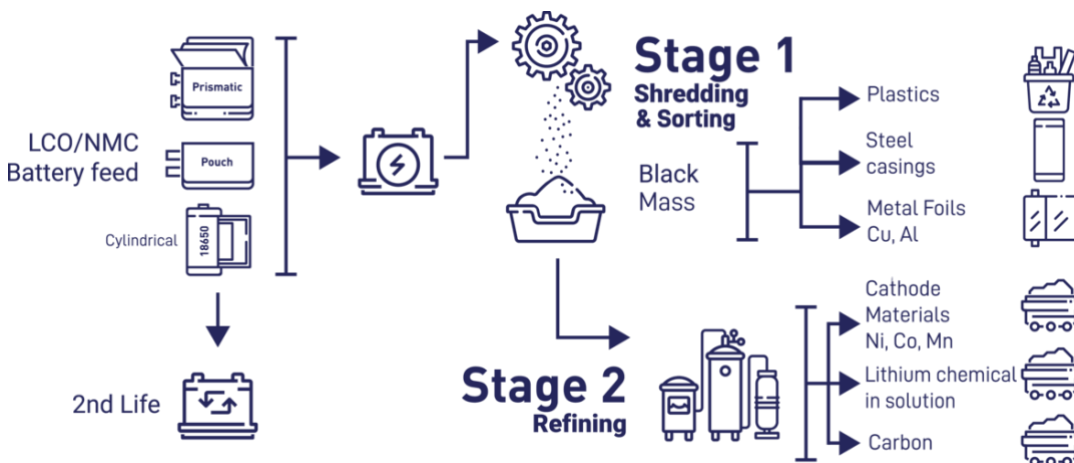 LCO/NMC
Battery feed
Prismatic
Pouch
Cylindrical
18650
2nd Life
Stage 1
Shredding
& Sorting
Black
Mass
Plastics
Steel
casings
Metal Foils
Cu, Al
Stage 2
Refining
Cathode
Materials
Ni, Co, Mn
Lithium chemical
in solution
Carbon